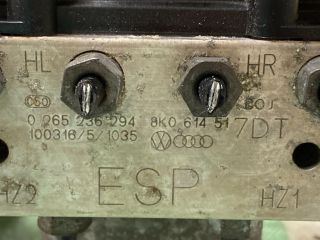 HL HR
0 265 236 294 8K0 614 517DT
100316/5/1035
HZ2 ESP HZ1